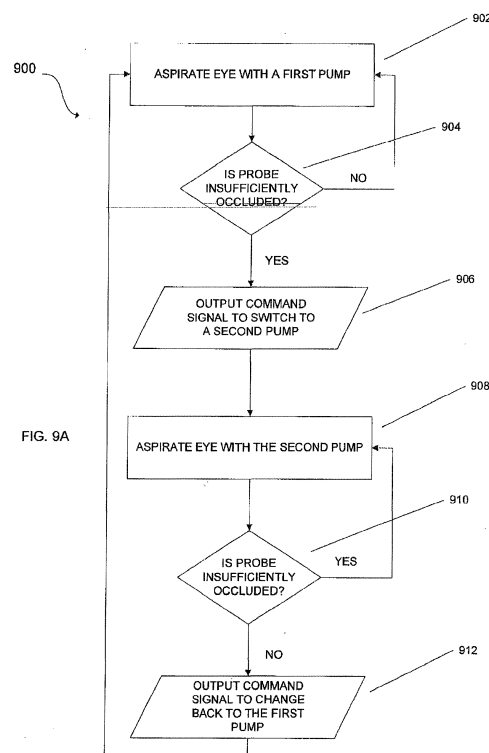 902
ASPIRATE EYE WITH A FIRST PUMP
900
904
IS PROBE
INSUFFICIENTLY
OCCLUDED?
NO
YES
906
OUTPUT COMMAND
SIGNAL TO SWITCH TO
A SECOND PUMP
908
FIG. 9A
ASPIRATE EYE WITH THE SECOND PUMP
910
IS PROBE
INSUFFICIENTLY
OCCLUDED?
YES
NO
912
OUTPUT COMMAND
SIGNAL TO CHANGE
BACK TO THE FIRST
PUMP